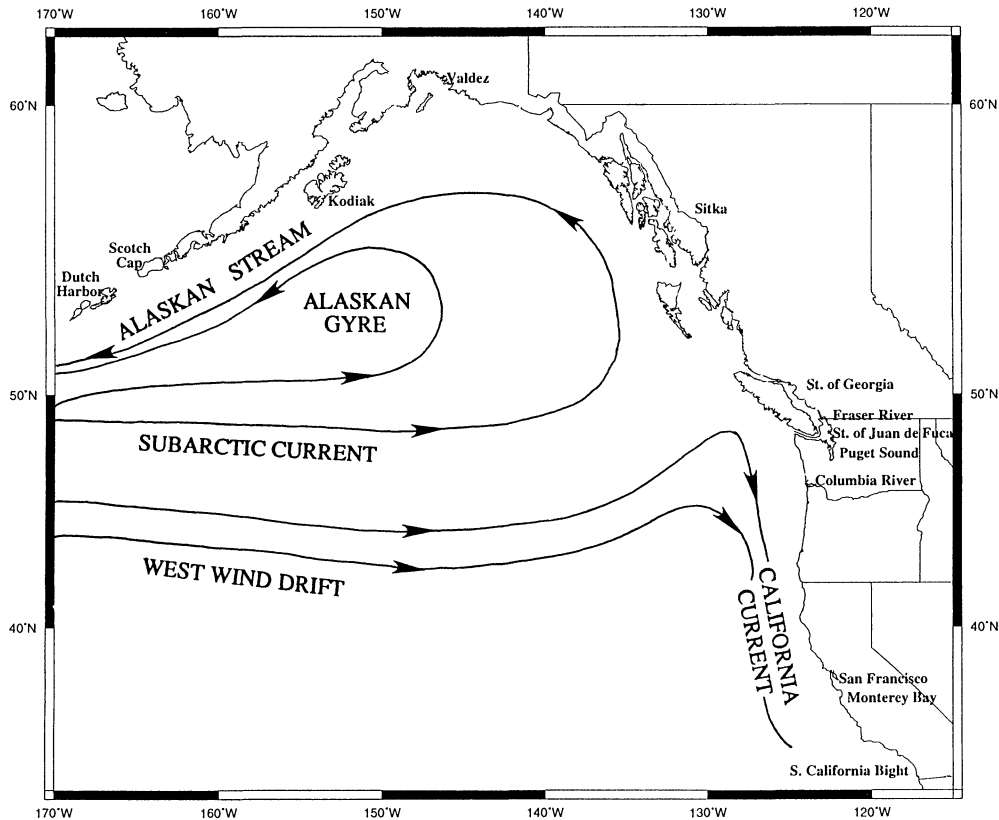 170°W 160°W 150°W 140°W 130°W 120°W
60°N 60°N
Valdez
Kodiak
Sitka
Scotch
Cap
Dutch
Harbor
ALASKAN STREAM
ALASKAN
GYRE
50°N 50°N
St. of Georgia
Fraser River
St. of Juan de Fuca
Puget Sound
SUBARCTIC CURRENT
Columbia River
WEST WIND DRIFT
CALIFORNIA
CURRENT
40°N 40°N
San Francisco
Monterey Bay
S. California Bight
170°W 160°W 150°W 140°W 130°W 120°W